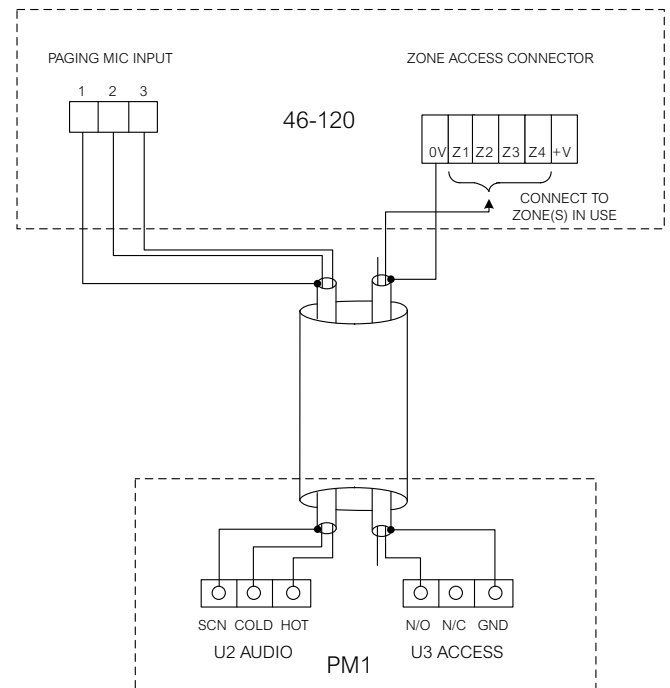 PAGING MIC INPUT
ZONE ACCESS CONNECTOR
1 2 3
46-120
0V Z1 Z2 Z3 Z4 +V
CONNECT TO
ZONE(S) IN USE
SCN COLD HOT
N/O N/C GND
U2 AUDIO
U3 ACCESS
PM1